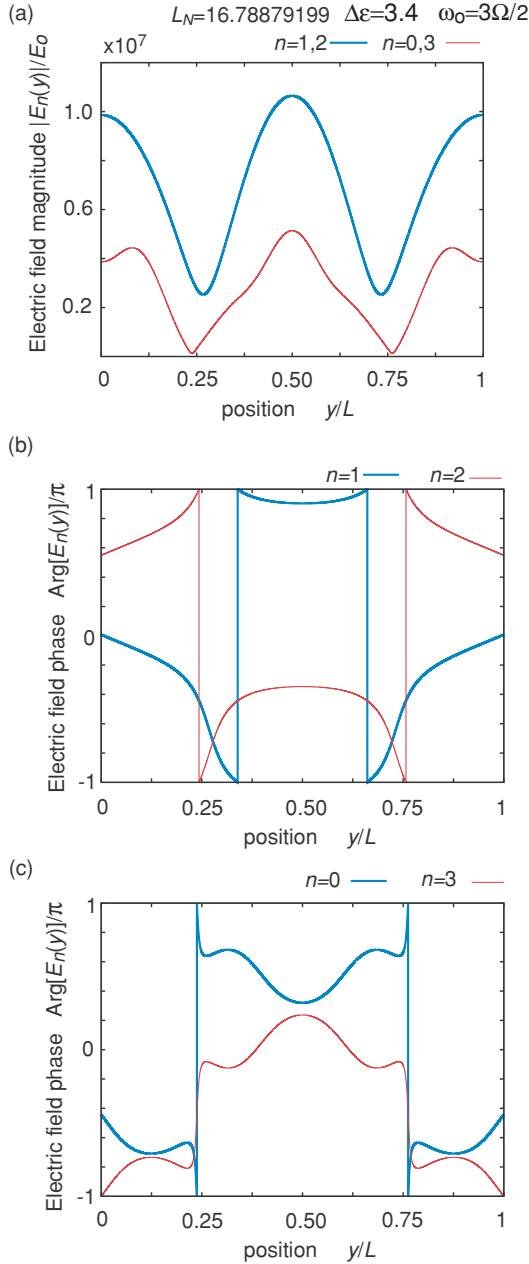 (a)
L_N=16.78879199 Δε=3.4 ω₀=3Ω/2
x10⁷ n=1,2 n=0,3
Electric field magnitude |E_n(y)|/E_o
1.0
0.6
0.2
0 0.25 0.50 0.75 1
position y/L
(b)
n=1 n=2
Electric field phase Arg[E_n(y)]/π
1
0
-1
0 0.25 0.50 0.75 1
position y/L
(c)
n=0 n=3
Electric field phase Arg[E_n(y)]/π
1
0
-1
0 0.25 0.50 0.75 1
position y/L